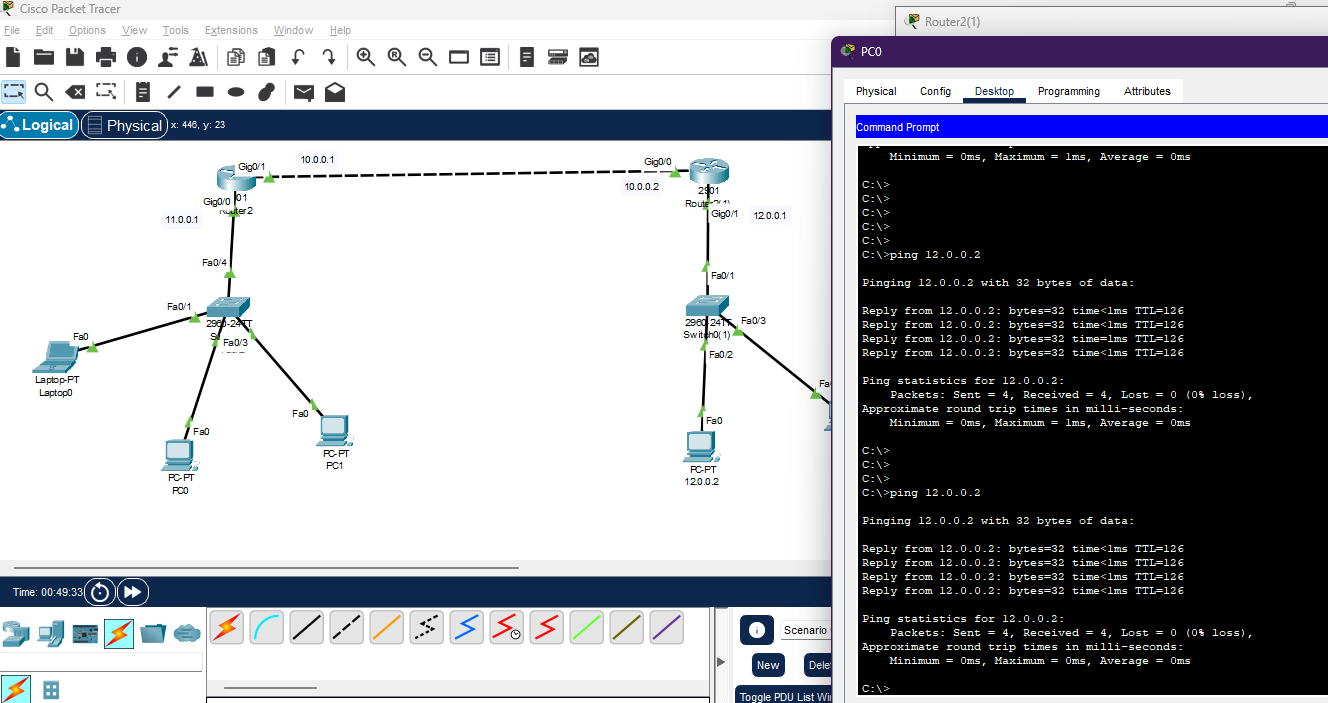 Cisco Packet Tracer
File Edit Options View Tools Extensions Window Help
Logical Physical x: 446, y: 23
Gig0/1
10.0.0.1
Gig0/0
10.0.0.2
01
Gig0/0
Router2
11.0.0.1
2901
Gig0/1
12.0.0.1
Fa0/4
Fa0/1
Fa0/1
2960-24TT
Fa0/3
Fa0
Laptop-PT
Laptop0
2960-24TT
Switch0(1)
Fa0/3
Fa0/2
Fa0
Fa0
PC-PT
PC0
Fa0
PC-PT
PC1
Fa0
PC-PT
12.0.0.2
Time: 00:49:33
Scenario
New
Toggle PDU List
Router2(1)
PC0
Physical Config Desktop Programming Attributes
Command Prompt
Minimum = 0ms, Maximum = 1ms, Average = 0ms
C:\>
C:\>
C:\>
C:\>
C:\>
C:\>ping 12.0.0.2
Pinging 12.0.0.2 with 32 bytes of data:
Reply from 12.0.0.2: bytes=32 time<1ms TTL=126
Reply from 12.0.0.2: bytes=32 time<1ms TTL=126
Reply from 12.0.0.2: bytes=32 time=1ms TTL=126
Reply from 12.0.0.2: bytes=32 time<1ms TTL=126
Ping statistics for 12.0.0.2:
Packets: Sent = 4, Received = 4, Lost = 0 (0% loss),
Approximate round trip times in milli-seconds:
Minimum = 0ms, Maximum = 1ms, Average = 0ms
C:\>
C:\>
C:\>
C:\>ping 12.0.0.2
Pinging 12.0.0.2 with 32 bytes of data:
Reply from 12.0.0.2: bytes=32 time<1ms TTL=126
Reply from 12.0.0.2: bytes=32 time<1ms TTL=126
Reply from 12.0.0.2: bytes=32 time<1ms TTL=126
Reply from 12.0.0.2: bytes=32 time<1ms TTL=126
Ping statistics for 12.0.0.2:
Packets: Sent = 4, Received = 4, Lost = 0 (0% loss),
Approximate round trip times in milli-seconds:
Minimum = 0ms, Maximum = 1ms, Average = 0ms
C:\>